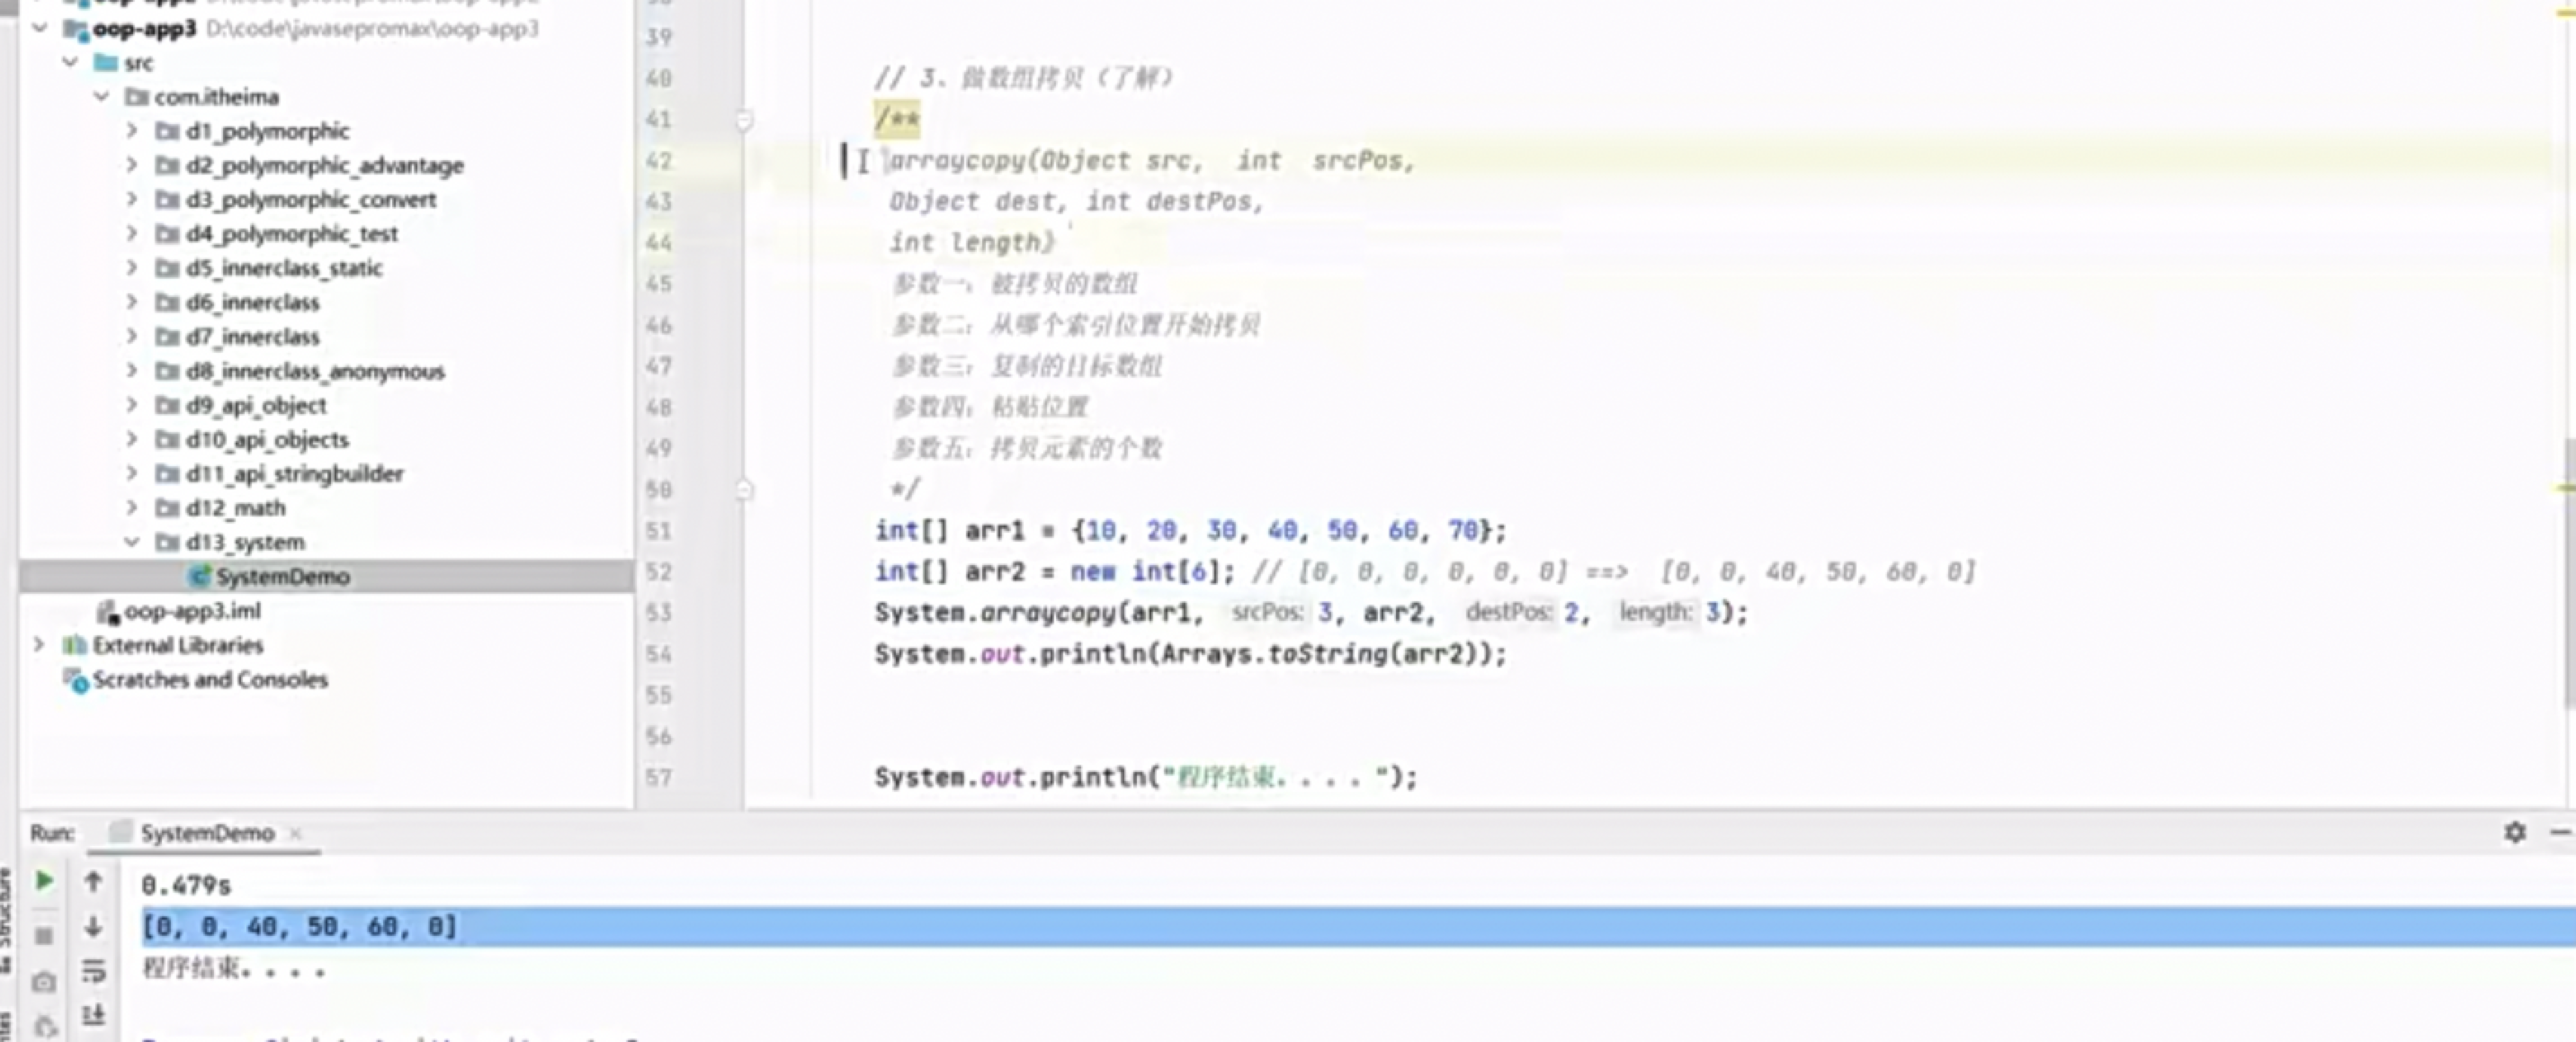 oop-app3 D:\code\javasepromax\oop-app3
src
com.itheima
d1_polymorphic
d2_polymorphic_advantage
d3_polymorphic_convert
d4_polymorphic_test
d5_innerclass_static
d6_innerclass
d7_innerclass
d8_innerclass_anonymous
d9_api_object
d10_api_objects
d11_api_stringbuilder
d12_math
d13_system
SystemDemo
oop-app3.iml
External Libraries
Scratches and Consoles
39
40 // 3、做数组拷贝（了解）
41 /**
42 arraycopy(Object src, int srcPos,
43 Object dest, int destPos,
44 int length)
45 参数一：被拷贝的数组
46 参数二：从哪个索引位置开始拷贝
47 参数三：复制的目标数组
48 参数四：粘贴位置
49 参数五：拷贝元素的个数
50 */
51 int[] arr1 = {10, 20, 30, 40, 50, 60, 70};
52 int[] arr2 = new int[6]; // [0, 0, 0, 0, 0, 0] ==> [0, 0, 40, 50, 60, 0]
53 System.arraycopy(arr1, srcPos: 3, arr2, destPos: 2, length: 3);
54 System.out.println(Arrays.toString(arr2));
55
56
57 System.out.println("程序结束。。。。");
Run: SystemDemo
0.479s
[0, 0, 40, 50, 60, 0]
程序结束。。。。
Structure